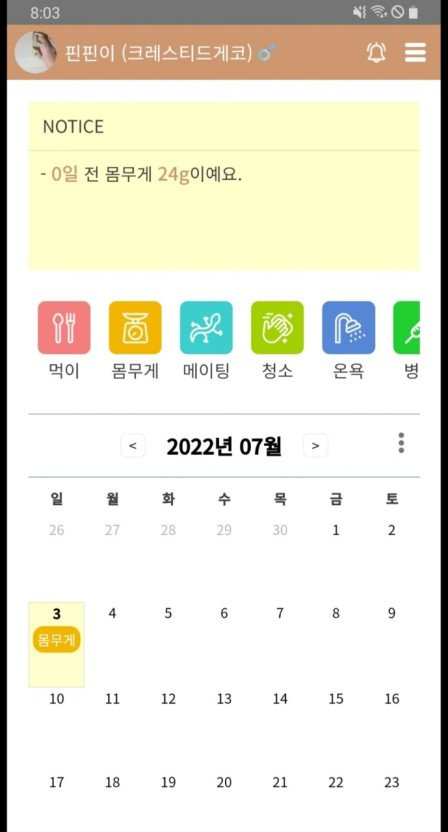 8:03
핀핀이 (크레스티드게코)
NOTICE
- 0일 전 몸무게 24g이예요.
먹이 몸무게 메이팅 청소 온욕 병
< 2022년 07월 >
일 월 화 수 목 금 토
26 27 28 29 30 1 2
3 4 5 6 7 8 9
몸무게
10 11 12 13 14 15 16
17 18 19 20 21 22 23